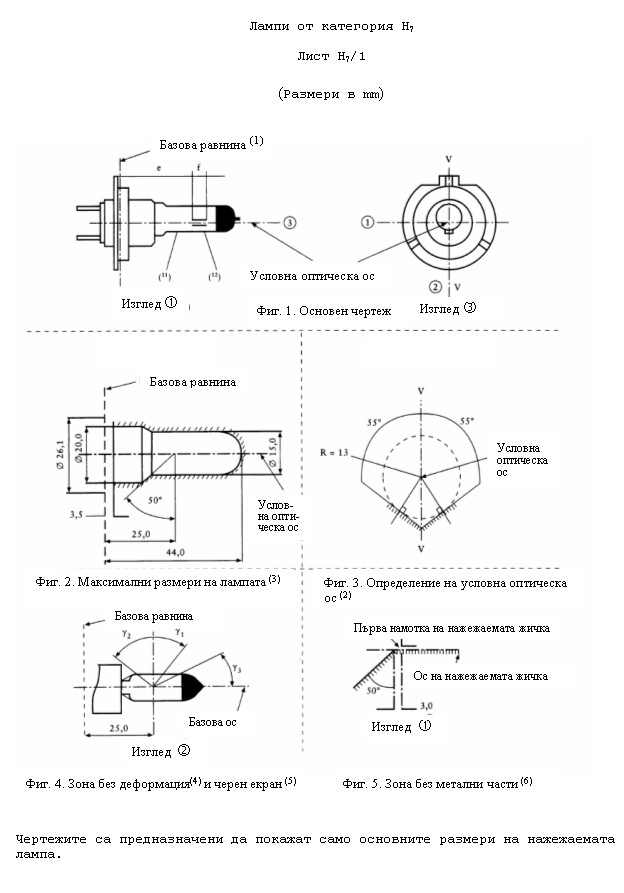 Лампи от категория H₇
Лист H₇/1
(Размери в mm)
Базова равнина (1)
e f
V
③
①
(11) (12)
Условна оптическа ос
② V
Изглед ①
Фиг. 1. Основен чертеж
Изглед ③
Базова равнина
Ø 26,1
Ø 20,0
Ø 15,0
50°
3,5
25,0
44,0
Услов-
на опти-
ческа ос
V
55° 55°
R = 13
Условна
оптическа
ос
V
Фиг. 2. Максимални размери на лампата (3)
Фиг. 3. Определение на условна оптическа
ос (2)
Базова равнина
γ₂ γ₁
γ₃
25,0
Базова ос
Изглед ②
Първа намотка на нажежаемата жичка
Ос на нажежаемата жичка
50°
3,0
Изглед ①
Фиг. 4. Зона без деформация(4) и черен екран (5)
Фиг. 5. Зона без метални части (6)
Чертежите са предназначени да покажат само основните размери на нажежаемата
лампа.